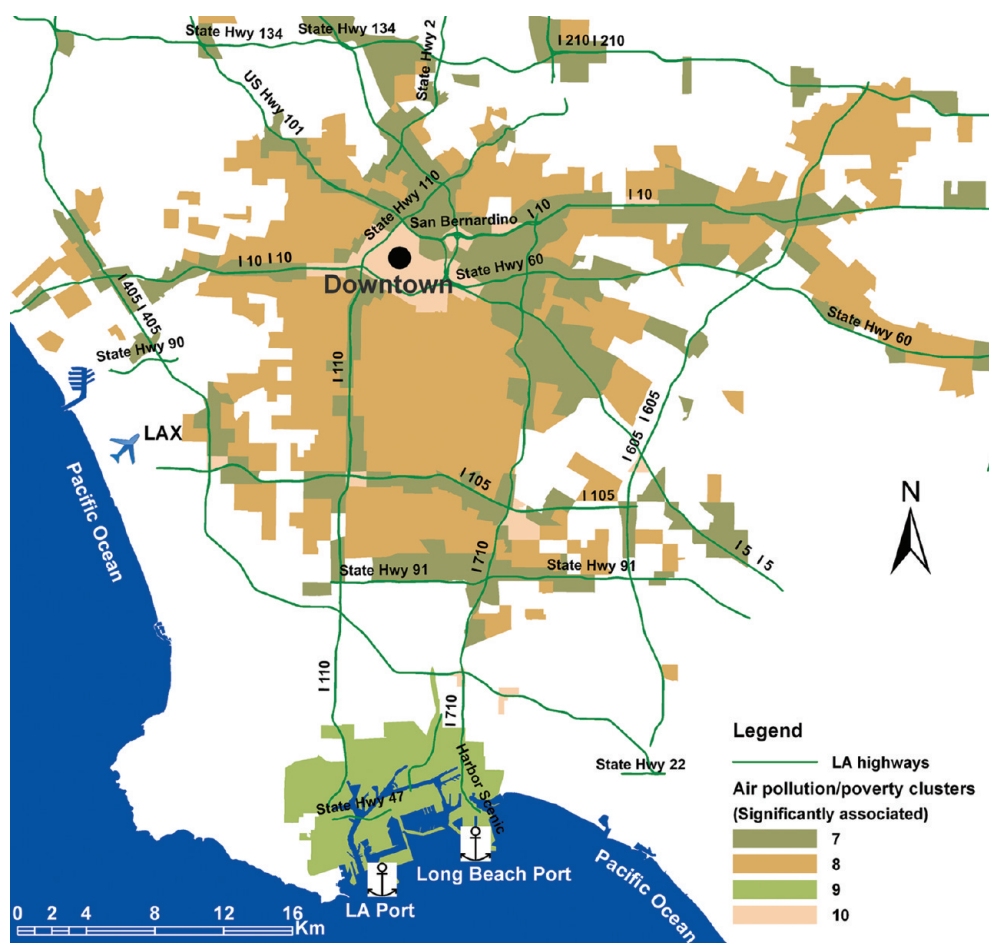 State Hwy 134
State Hwy 134
State Hwy 2
I 210 I 210
US Hwy 101
State Hwy 110
San Bernardino
I 10
I 10
I 10 I 10
State Hwy 60
Downtown
I 405 I 405
State Hwy 90
State Hwy 60
I 110
I 605 I 605
LAX
Pacific Ocean
I 105
I 105
N
I 5 I 5
State Hwy 91
State Hwy 91
I 710
I 110
I 710
Harbor Scenic
State Hwy 22
State Hwy 47
Long Beach Port
LA Port
Pacific Ocean
0 2 4 8 12 16
Km
Legend
LA highways
Air pollution/poverty clusters
(Significantly associated)
7
8
9
10